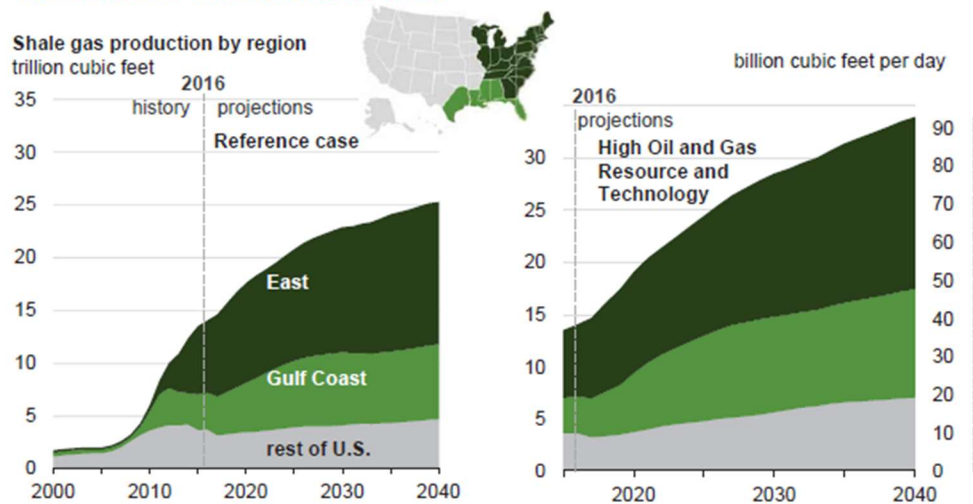 Shale gas production by region
trillion cubic feet
2016
history
projections
Reference case
35
30
25
20
15
10
5
0
East
Gulf Coast
rest of U.S.
2000
2010
2020
2030
2040
billion cubic feet per day
2016
projections
High Oil and Gas
Resource and
Technology
30
25
20
15
10
5
0
90
80
70
60
50
40
30
20
10
0
2020
2030
2040